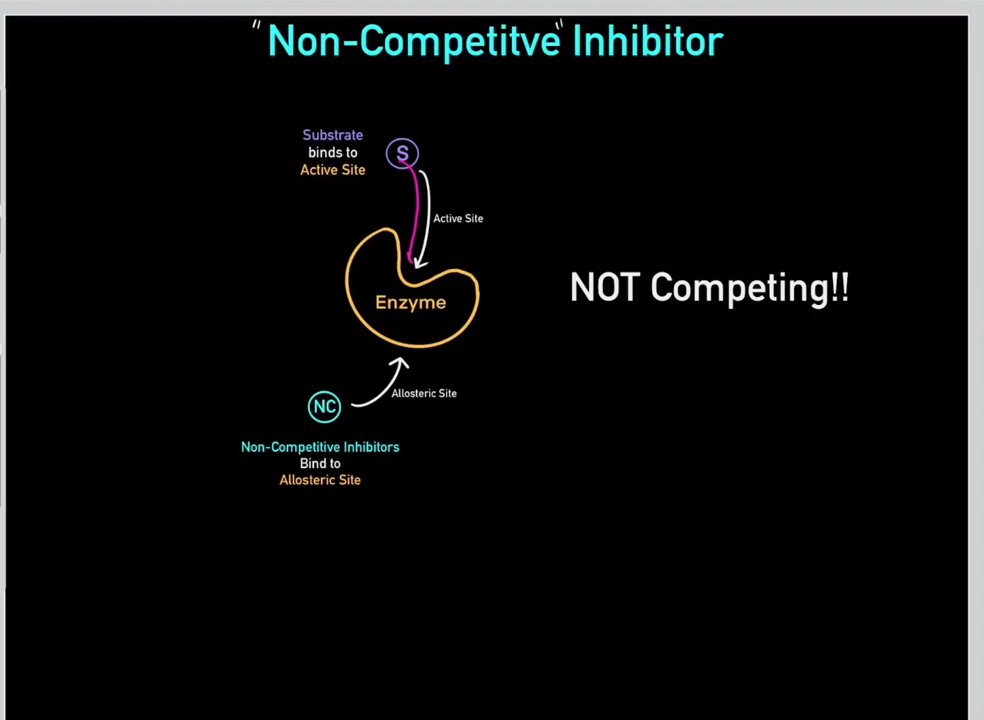 "Non-Competitve" Inhibitor
Substrate
binds to
Active Site
S
Active Site
Enzyme
NOT Competing!!
Allosteric Site
NC
Non-Competitive Inhibitors
Bind to
Allosteric Site